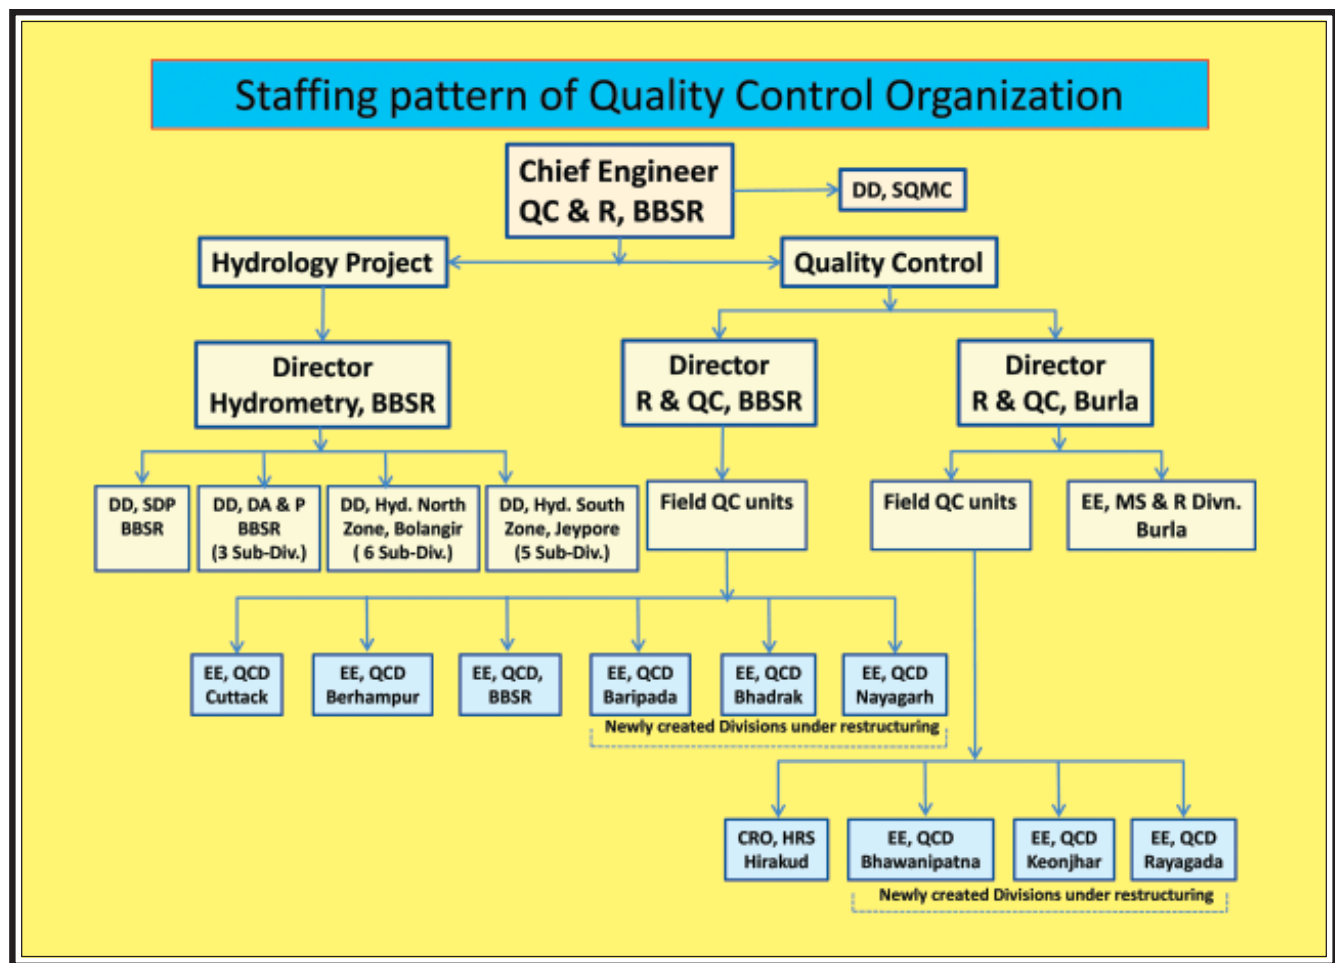 Staffing pattern of Quality Control Organization
Chief Engineer
QC & R, BBSR
DD, SQMC
Hydrology Project
Quality Control
Director
Hydrometry, BBSR
Director
R & QC, BBSR
Director
R & QC, Burla
DD, SDP
BBSR
DD, DA & P
BBSR
(3 Sub-Div.)
DD, Hyd. North
Zone, Bolangir
( 6 Sub-Div.)
DD, Hyd. South
Zone, Jeypore
(5 Sub-Div.)
Field QC units
Field QC units
EE, MS & R Divn.
Burla
EE, QCD
Cuttack
EE, QCD
Berhampur
EE, QCD,
BBSR
EE, QCD
Baripada
EE, QCD
Bhadrak
EE, QCD
Nayagarh
Newly created Divisions under restructuring
CRO, HRS
Hirakud
EE, QCD
Bhawanipatna
EE, QCD
Keonjhar
EE, QCD
Rayagada
Newly created Divisions under restructuring